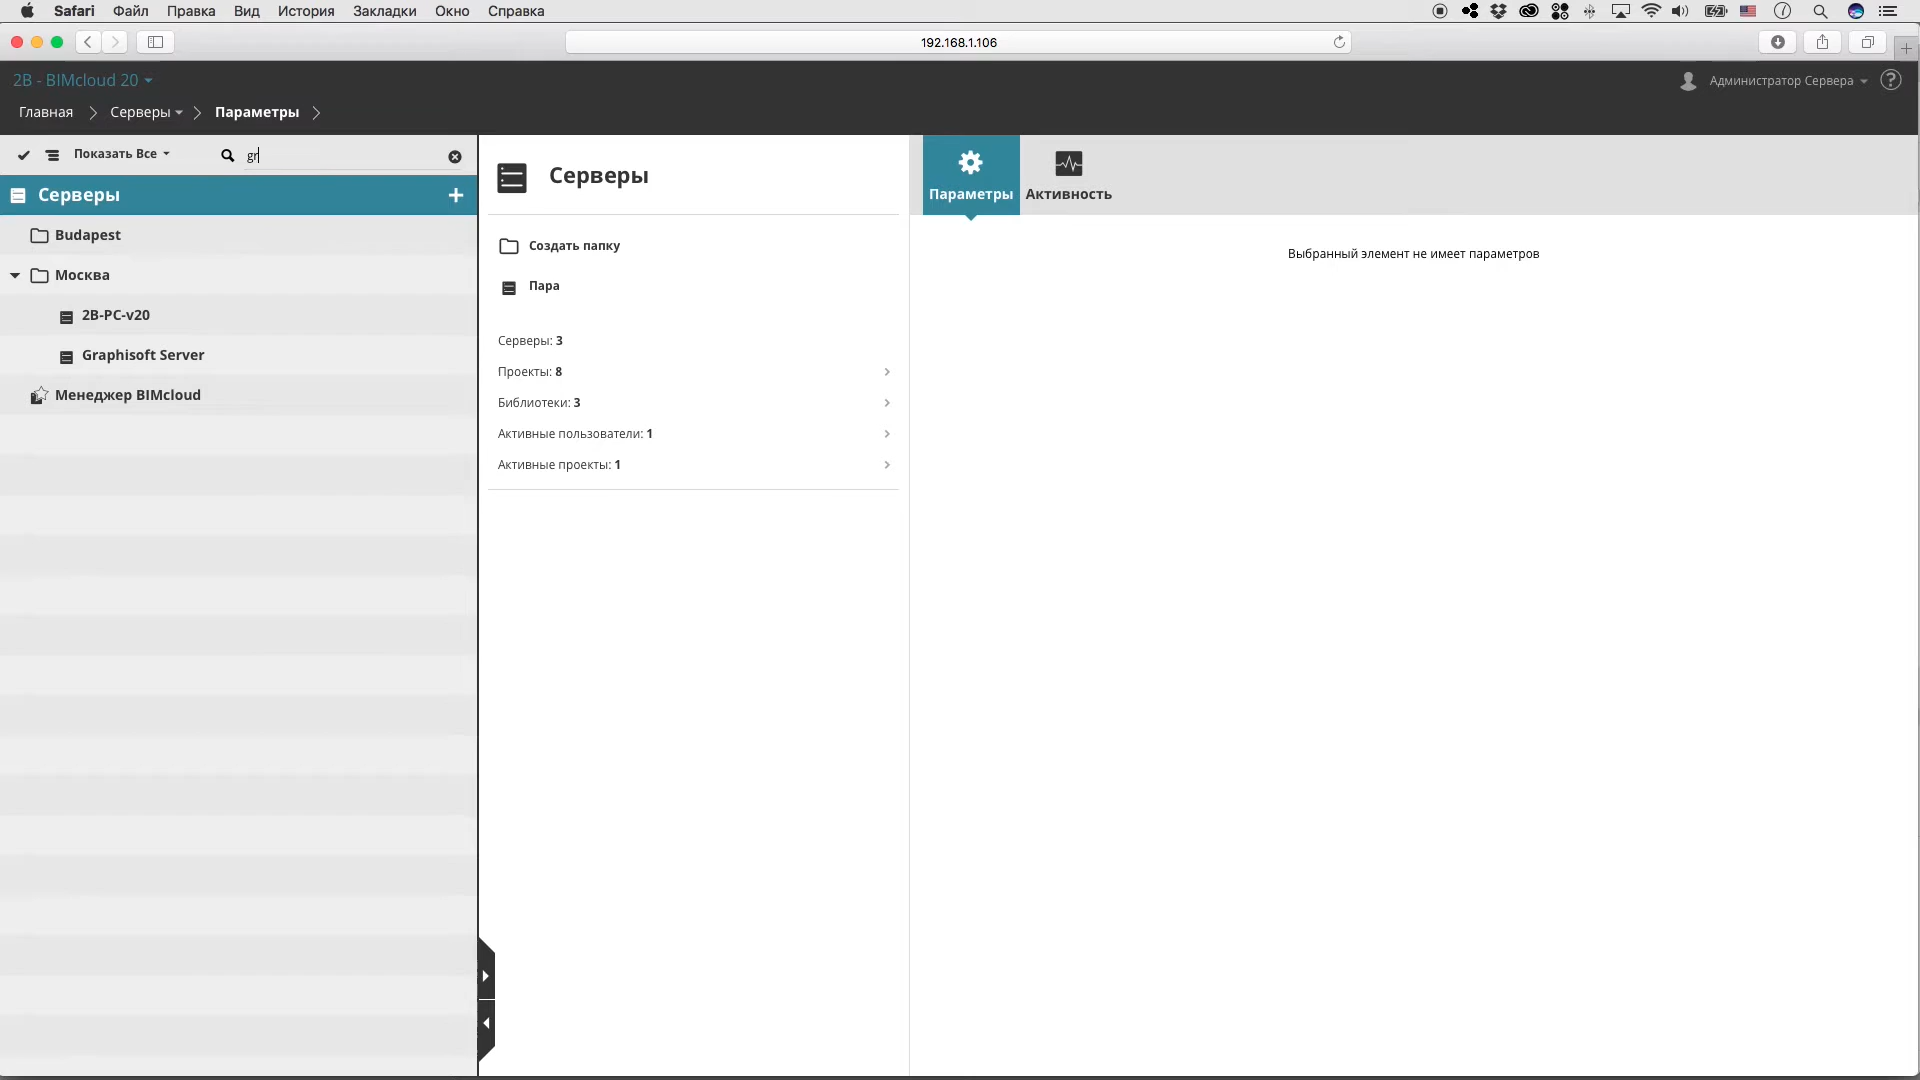 Safari Файл Правка Вид История Закладки Окно Справка
192.168.1.106
2B - BIMcloud 20
Администратор Сервера
Главная Серверы Параметры
Показать Все gr
Серверы
Budapest
Москва
2B-PC-v20
Graphisoft Server
Менеджер BIMcloud
Серверы
Создать папку
Пара
Серверы: 3
Проекты: 8
Библиотеки: 3
Активные пользователи: 1
Активные проекты: 1
Параметры Активность
Выбранный элемент не имеет параметров